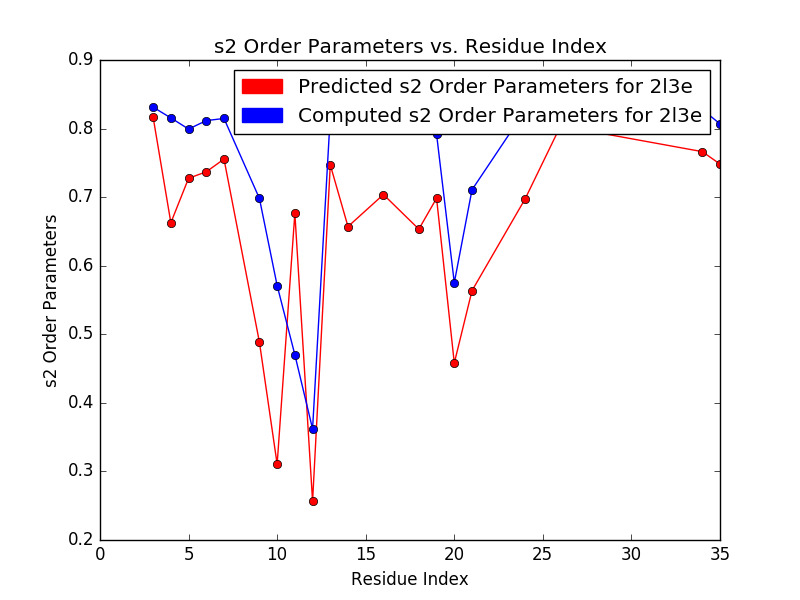 s2 Order Parameters vs. Residue Index
Predicted s2 Order Parameters for 2l3e
Computed s2 Order Parameters for 2l3e
s2 Order Parameters
0.9
0.8
0.7
0.6
0.5
0.4
0.3
0.2
0 5 10 15 20 25 30 35
Residue Index